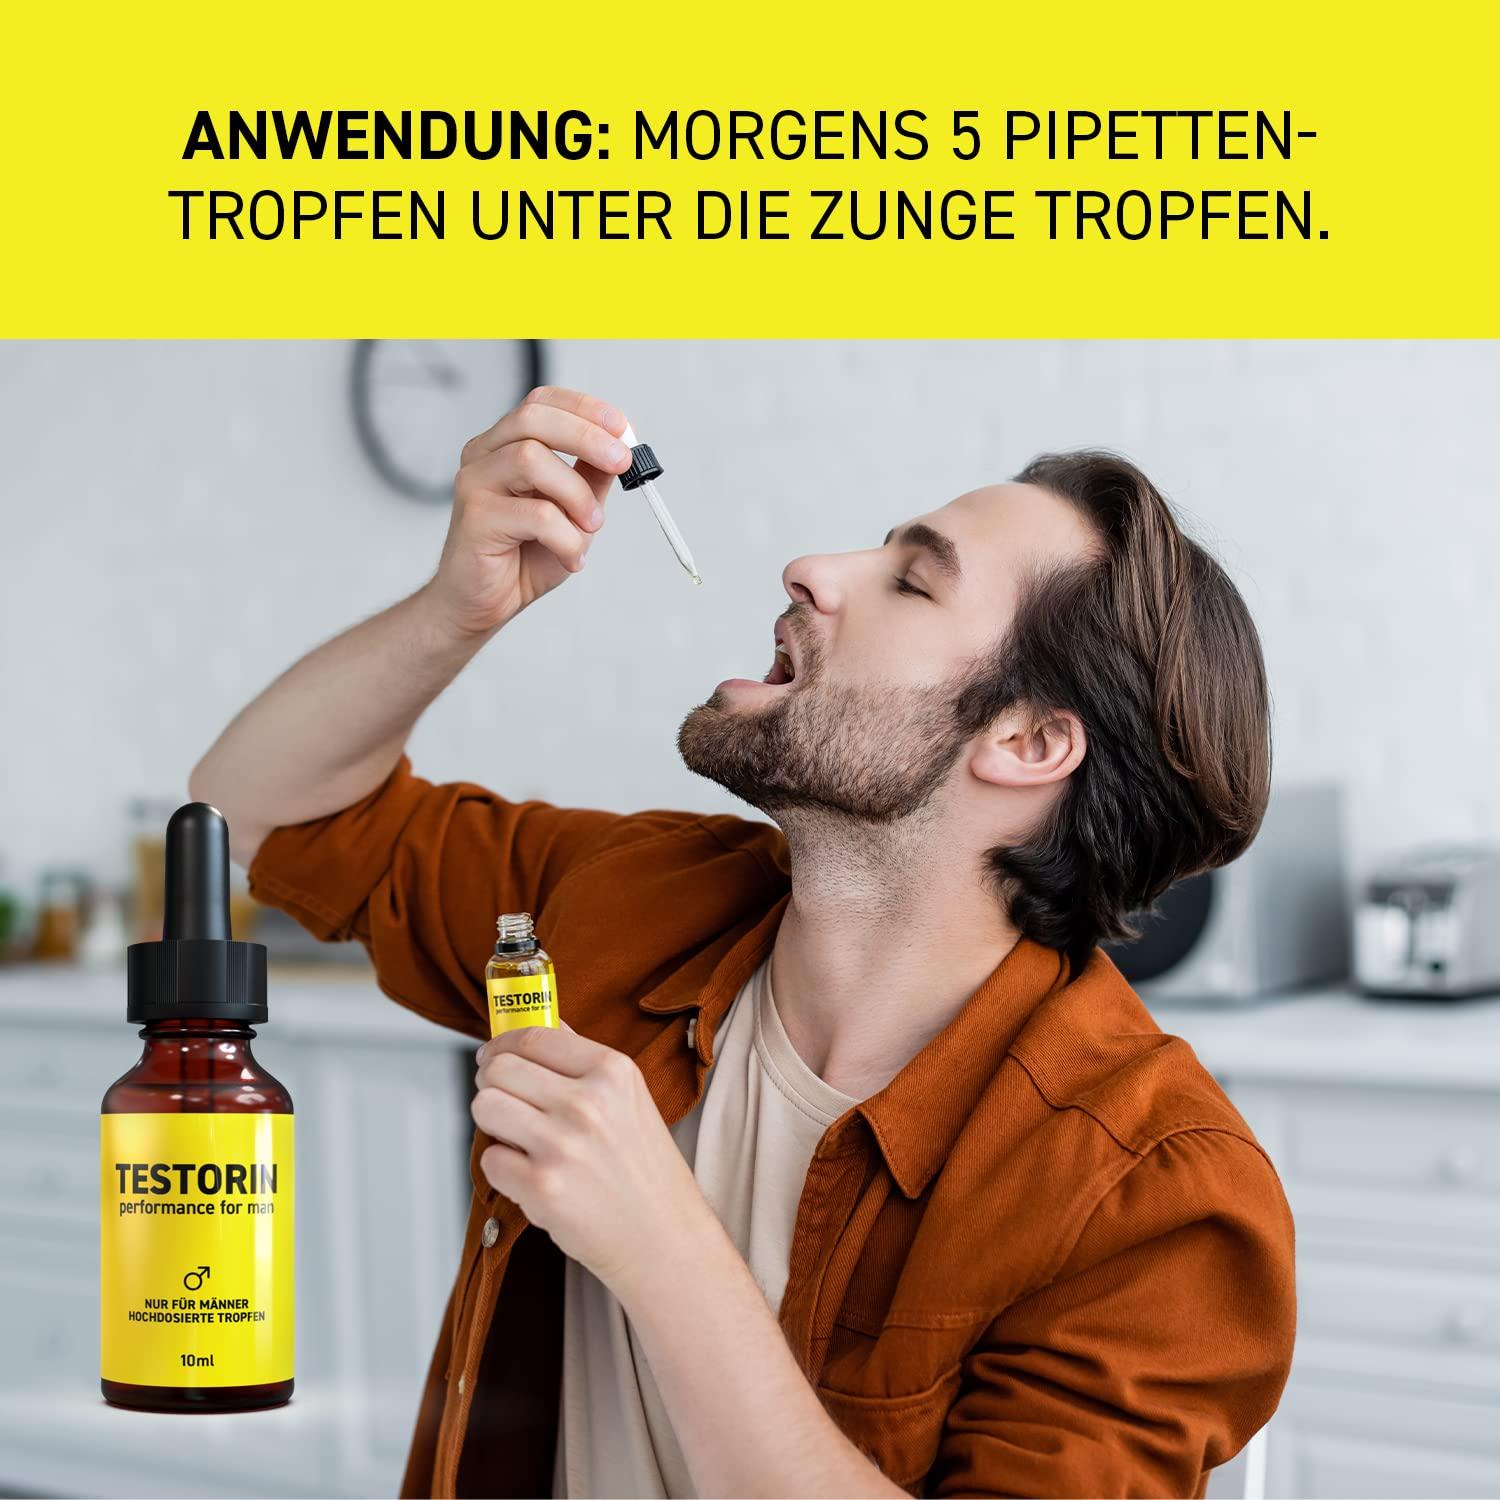 ANWENDUNG: MORGENS 5 PIPETTEN-
TROPFEN UNTER DIE ZUNGE TROPFEN.
TESTORIN
performance for man
TESTORIN
performance for man
NUR FÜR MÄNNER
HOCHDOSIERTE TROPFEN
10ml